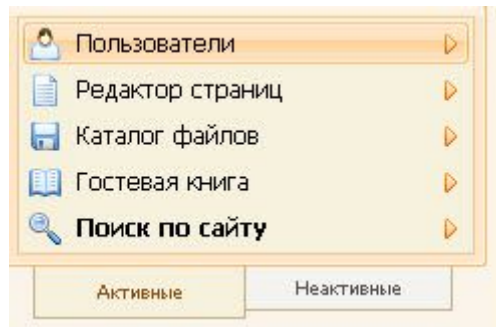 Пользователи
Редактор страниц
Каталог файлов
Гостевая книга
Поиск по сайту
Активные Неактивные